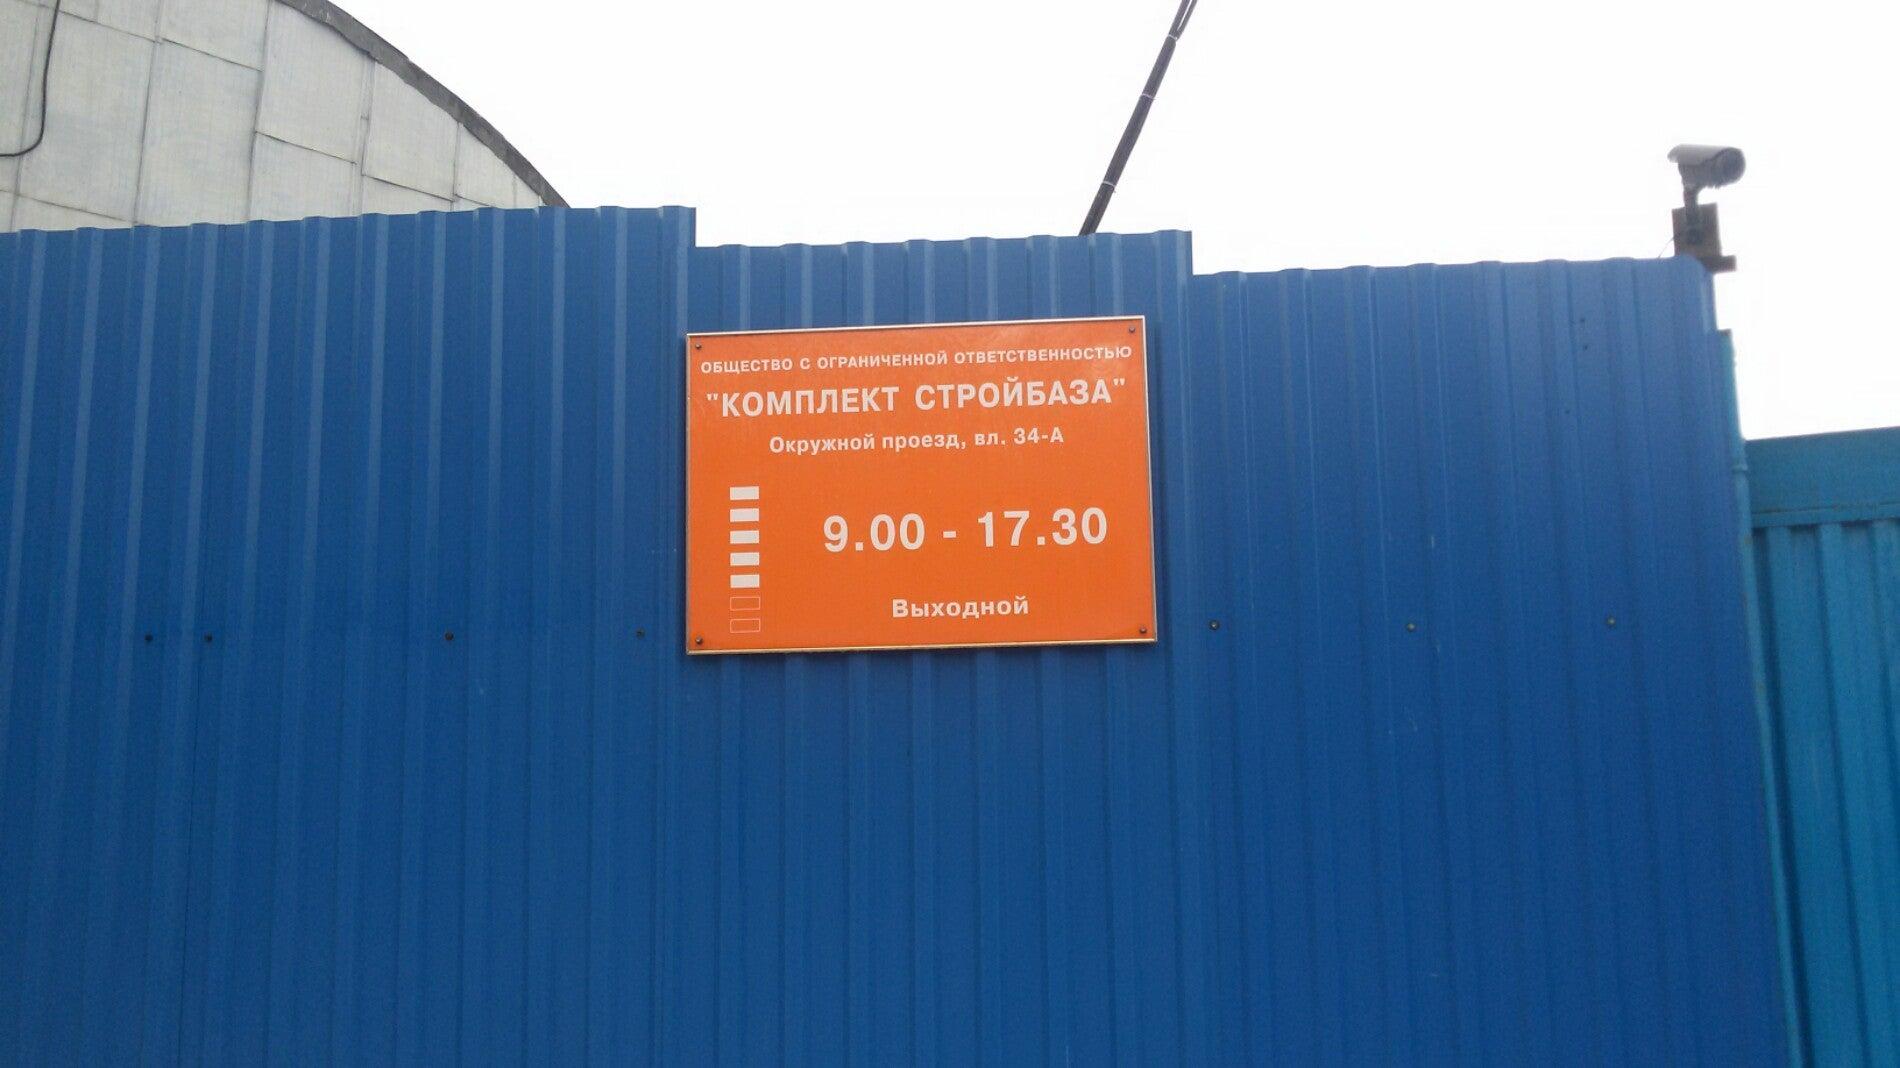 ОБЩЕСТВО С ОГРАНИЧЕННОЙ ОТВЕТСТВЕННОСТЬЮ
"КОМПЛЕКТ СТРОЙБАЗА"
Окружной проезд, вл. 34-А
9.00 - 17.30
Выходной